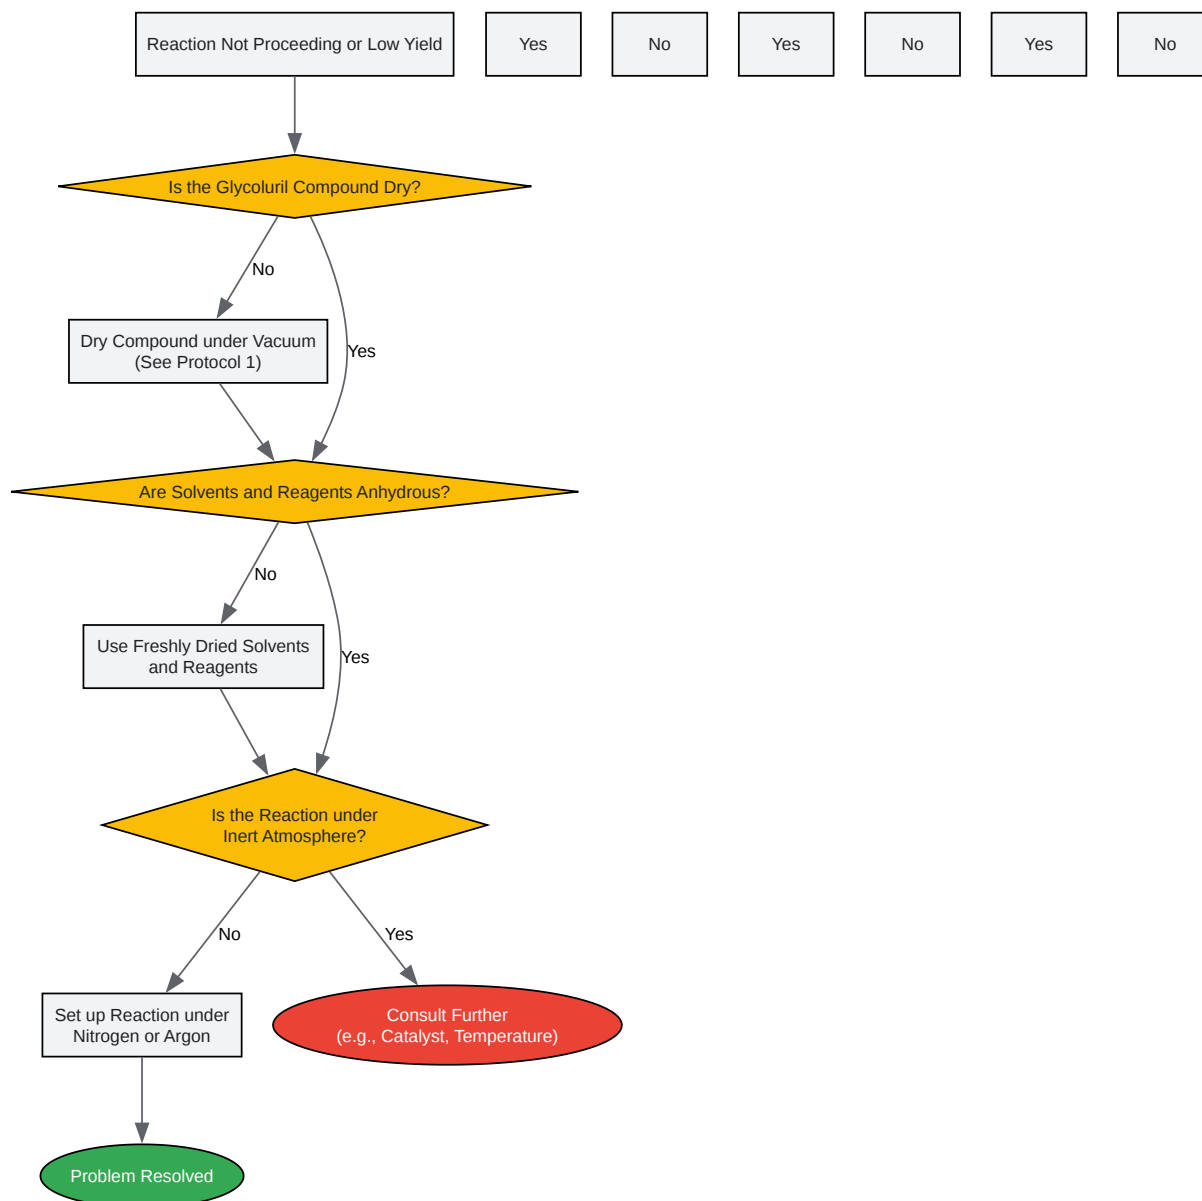 Reaction Not Proceeding or Low Yield
Yes
No
Yes
No
Yes
No
Is the Glycoluril Compound Dry?
No
Dry Compound under Vacuum
(See Protocol 1)
Yes
Are Solvents and Reagents Anhydrous?
No
Use Freshly Dried Solvents
and Reagents
Yes
Is the Reaction under
Inert Atmosphere?
No
Yes
Set up Reaction under
Nitrogen or Argon
Consult Further
(e.g., Catalyst, Temperature)
Problem Resolved